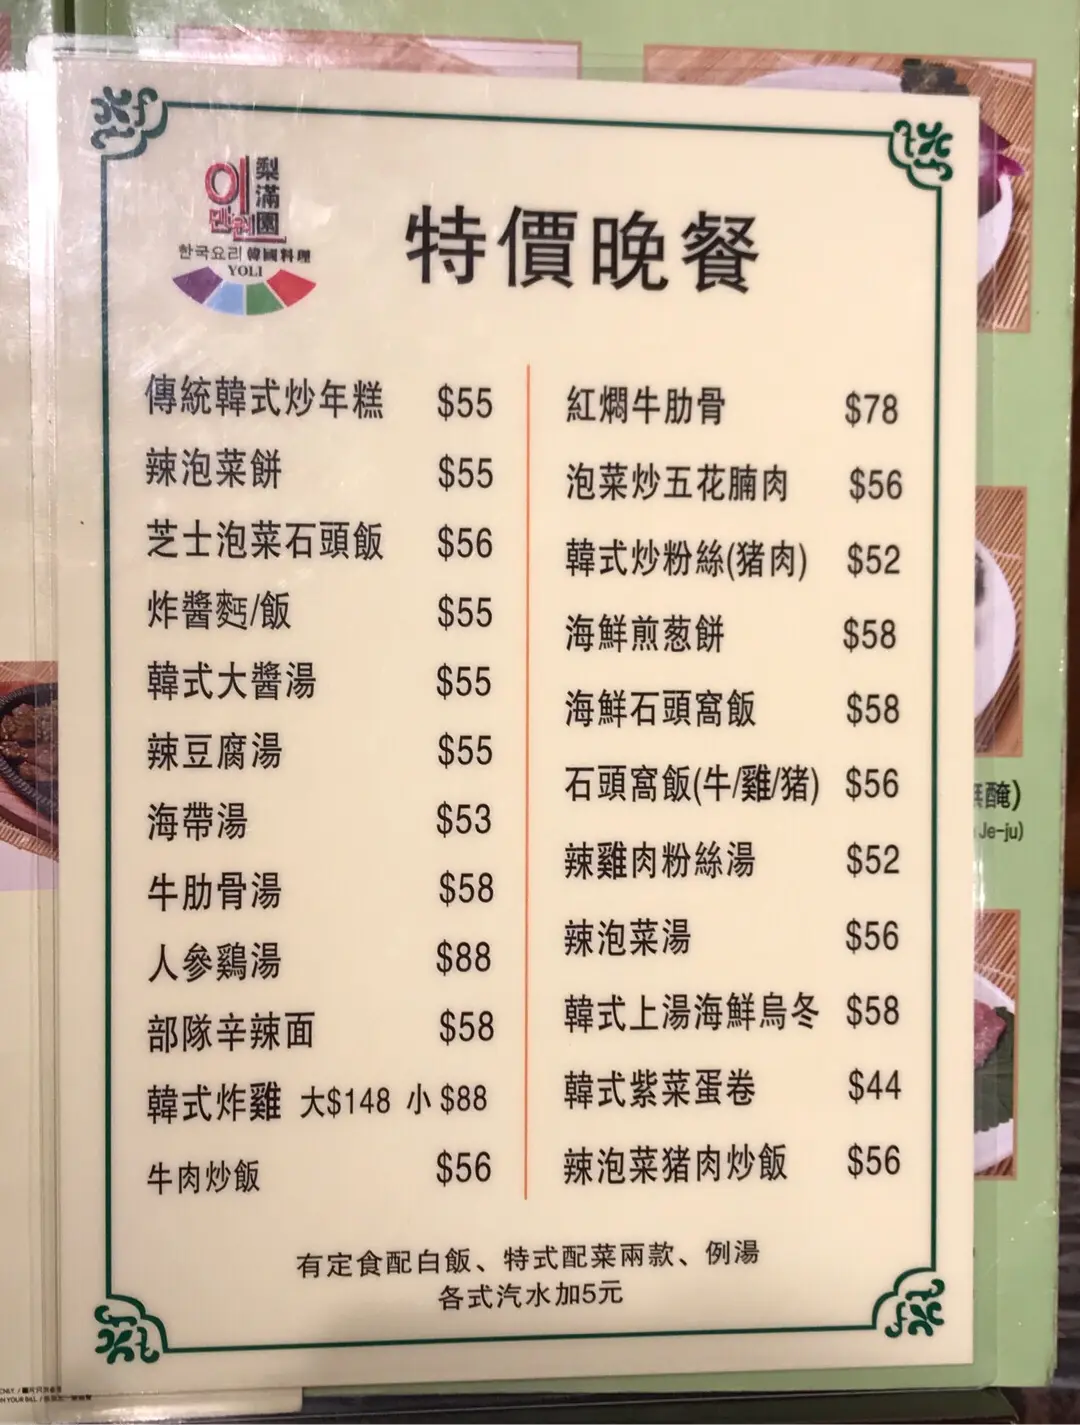 梨滿園
이만원
한국요리 韓國料理
YOLI
特價晚餐
傳統韓式炒年糕 $55
辣泡菜餅 $55
芝士泡菜石頭飯 $56
炸醬麵/飯 $55
韓式大醬湯 $55
辣豆腐湯 $55
海帶湯 $53
牛肋骨湯 $58
人參鷄湯 $88
部隊辛辣面 $58
韓式炸雞 大$148 小$88
牛肉炒飯 $56
紅燜牛肋骨 $78
泡菜炒五花腩肉 $56
韓式炒粉絲(猪肉) $52
海鮮煎葱餅 $58
海鮮石頭窩飯 $58
石頭窩飯(牛/雞/猪) $56
辣雞肉粉絲湯 $52
辣泡菜湯 $56
韓式上湯海鮮烏冬 $58
韓式紫菜蛋卷 $44
辣泡菜猪肉炒飯 $56
有定食配白飯、特式配菜兩款、例湯
各式汽水加5元
醃)
Je-ju)